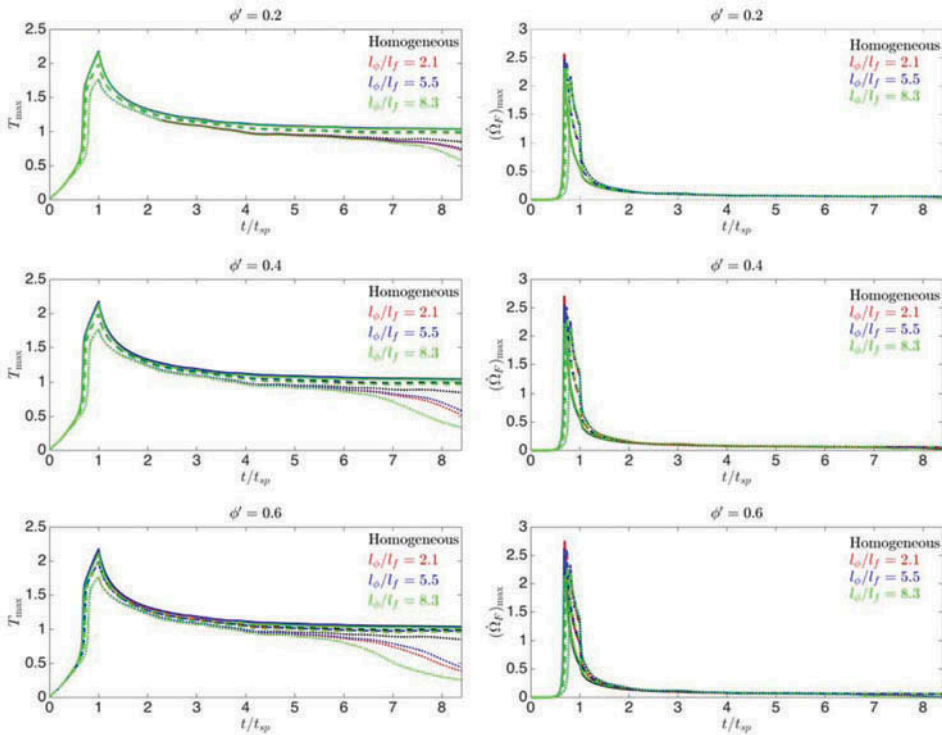 ϕ′ = 0.2
ϕ′ = 0.2
2.5
2
1.5
1
0.5
0
T_max
Homogeneous
l_ϕ/l_f = 2.1
l_ϕ/l_f = 5.5
l_ϕ/l_f = 8.3
0 1 2 3 4 5 6 7 8
t/t_sp
3
2.5
2
1.5
1
0.5
0
(Ω̇_F)_max
Homogeneous
l_ϕ/l_f = 2.1
l_ϕ/l_f = 5.5
l_ϕ/l_f = 8.3
0 1 2 3 4 5 6 7 8
t/t_sp
ϕ′ = 0.4
ϕ′ = 0.4
2.5
2
1.5
1
0.5
0
T_max
Homogeneous
l_ϕ/l_f = 2.1
l_ϕ/l_f = 5.5
l_ϕ/l_f = 8.3
0 1 2 3 4 5 6 7 8
t/t_sp
3
2.5
2
1.5
1
0.5
0
(Ω̇_F)_max
Homogeneous
l_ϕ/l_f = 2.1
l_ϕ/l_f = 5.5
l_ϕ/l_f = 8.3
0 1 2 3 4 5 6 7 8
t/t_sp
ϕ′ = 0.6
ϕ′ = 0.6
2.5
2
1.5
1
0.5
0
T_max
Homogeneous
l_ϕ/l_f = 2.1
l_ϕ/l_f = 5.5
l_ϕ/l_f = 8.3
0 1 2 3 4 5 6 7 8
t/t_sp
3
2.5
2
1.5
1
0.5
0
(Ω̇_F)_max
Homogeneous
l_ϕ/l_f = 2.1
l_ϕ/l_f = 5.5
l_ϕ/l_f = 8.3
0 1 2 3 4 5 6 7 8
t/t_sp